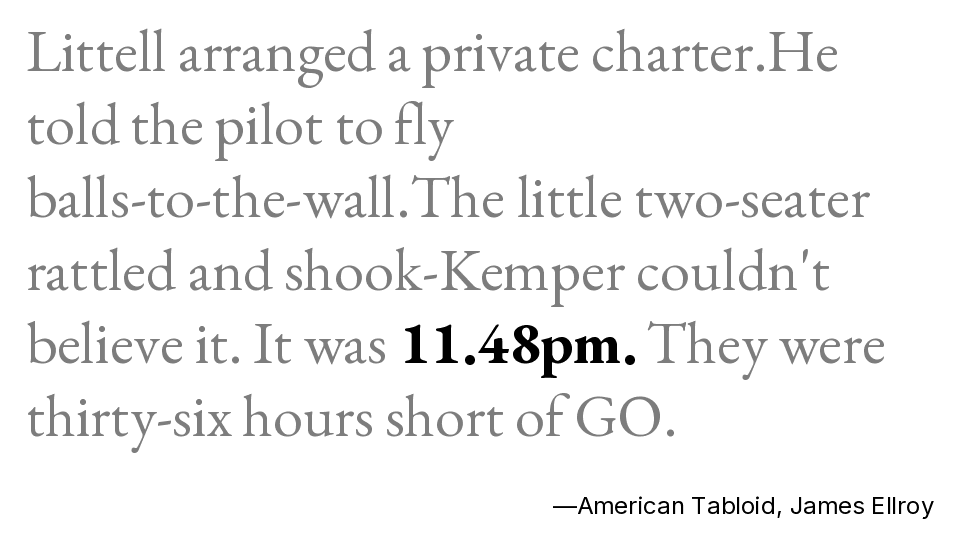 Littell arranged a private charter.He
told the pilot to fly
balls-to-the-wall.The little two-seater
rattled and shook-Kemper couldn't
believe it. It was 11.48pm. They were
thirty-six hours short of GO.
—American Tabloid, James Ellroy